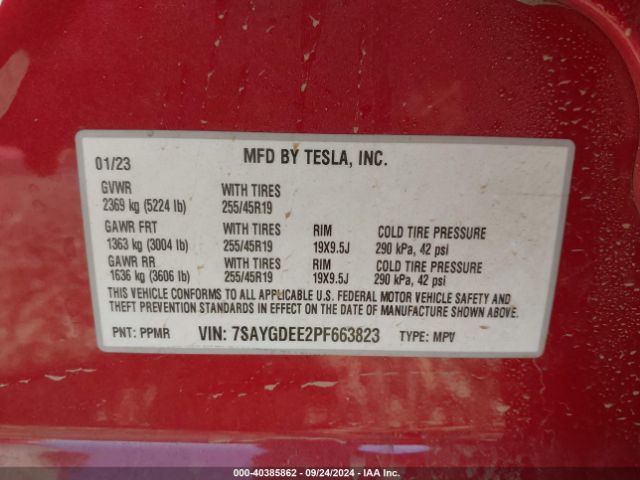 01/23 MFD BY TESLA, INC.
GVWR WITH TIRES
2369 kg (5224 lb) 255/45R19
GAWR FRT WITH TIRES RIM COLD TIRE PRESSURE
1363 kg (3004 lb) 255/45R19 19X9.5J 290 kPa, 42 psi
GAWR RR WITH TIRES RIM COLD TIRE PRESSURE
1636 kg (3606 lb) 255/45R19 19X9.5J 290 kPa, 42 psi
THIS VEHICLE CONFORMS TO ALL APPLICABLE U.S. FEDERAL MOTOR VEHICLE SAFETY AND
THEFT PREVENTION STANDARDS IN EFFECT ON THE DATE OF MANUFACTURE SHOWN ABOVE.
PNT: PPMR VIN: 7SAYGDEE2PF663823 TYPE: MPV
000-40385862 - 09/24/2024 - IAA Inc.